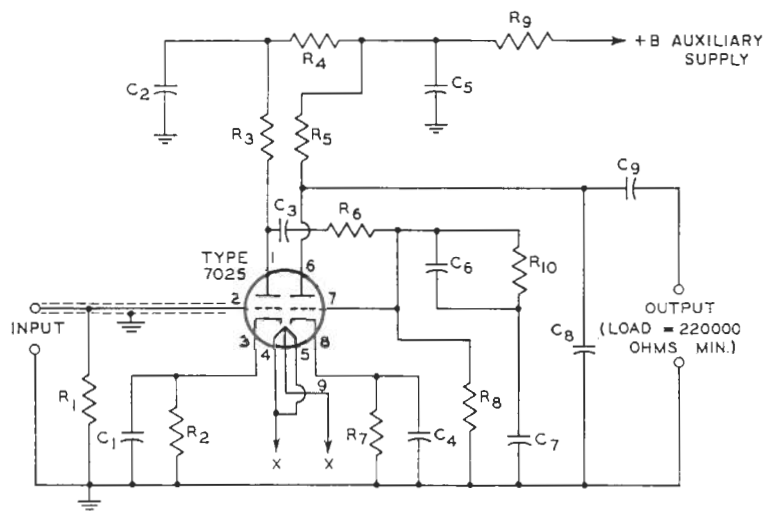 R9
+B AUXILIARY
SUPPLY
R4
C2
C5
R3
R5
C9
C3
R6
TYPE
7025
1
6
C6
R10
2
7
INPUT
OUTPUT
(LOAD = 220000
OHMS MIN.)
C8
3
4
5
8
9
R1
C1
R2
R7
C4
R8
C7
X
X